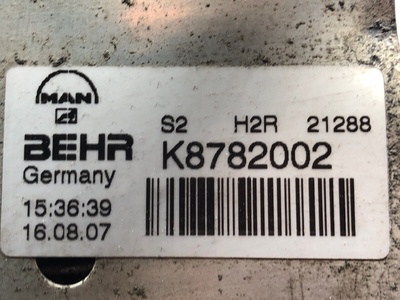 MAN
S2 H2R 21288
BEHR K8782002
Germany
15:36:39
16.08.07